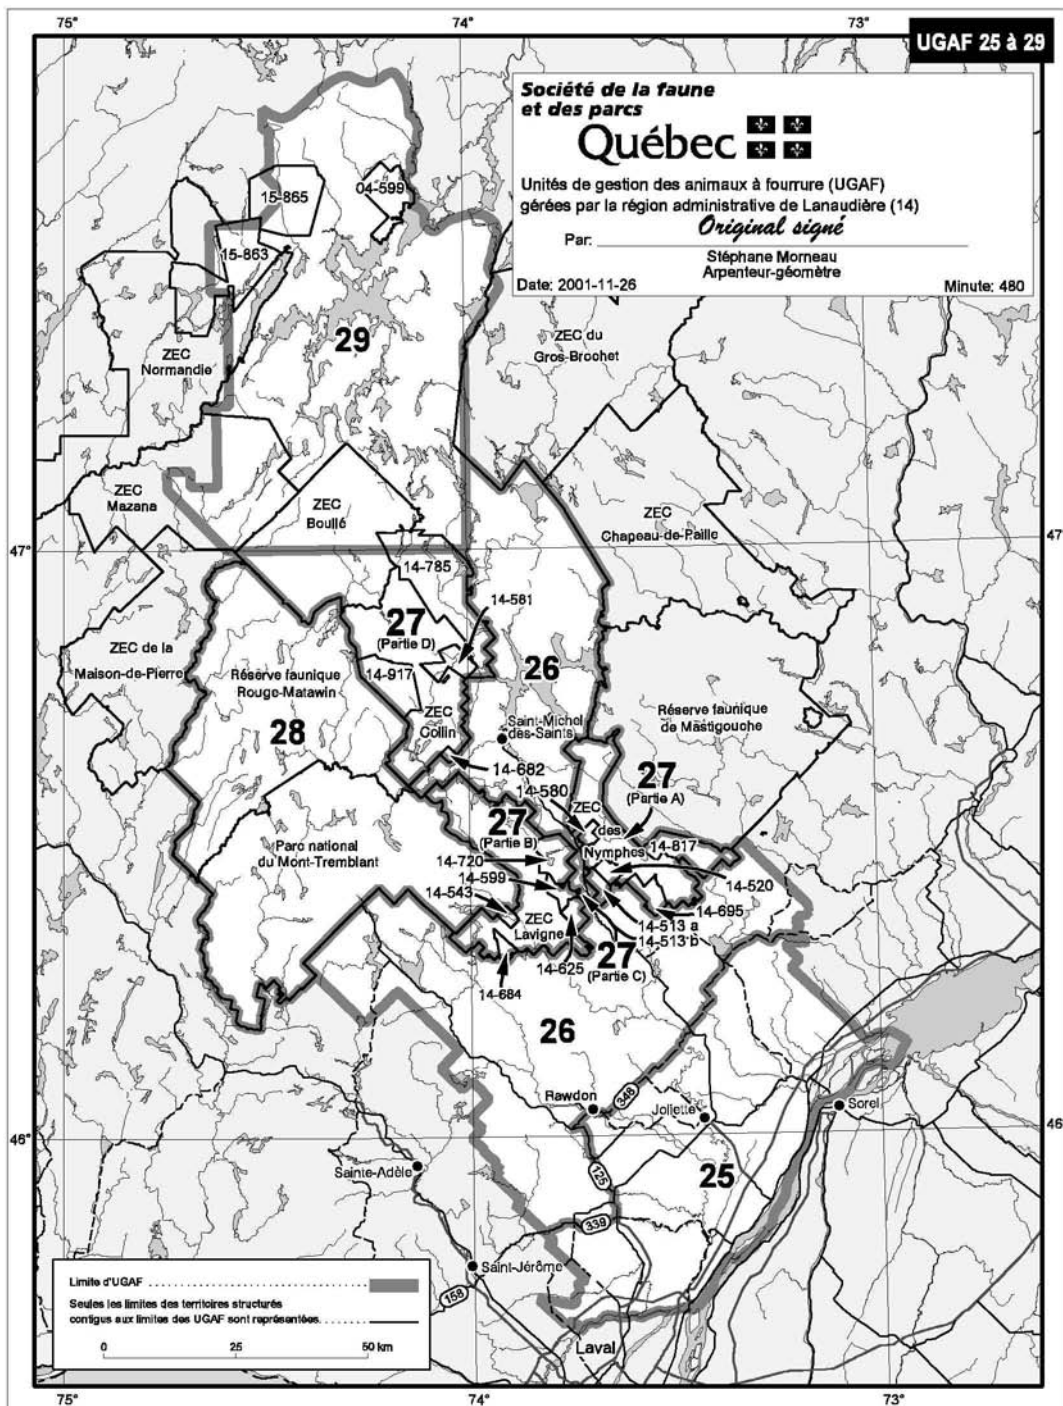 75°
74°
73°
UGAF 25 à 29
Société de la faune
et des parcs
Québec
Unités de gestion des animaux à fourrure (UGAF)
gérées par la région administrative de Lanaudière (14)
Original signé
Par:
Stéphane Morneau
Arpenteur-géomètre
Date: 2001-11-26
Minute: 480
15-865
04-599
15-863
29
ZEC
Normandie
ZEC du
Gros-Brochet
ZEC
Mazana
ZEC
Boullé
ZEC
Chapeau-de-Paille
47°
47°
14-785
14-581
27
(Partie D)
26
14-917
ZEC de la
Maison-de-Pierre
Réserve faunique
Rouge-Matawin
28
ZEC
Collin
Saint-Michel
des-Saints
Réserve faunique
de Mastigouche
14-682
14-580
27
(Partie A)
ZEC
des
Nymphes
27
(Partie B)
14-817
Parc national
du Mont-Tremblant
14-720
14-599
14-543
14-520
14-695
ZEC
Lavigne
14-513 a
14-513 b
14-625
27
(Partie C)
14-684
26
Rawdon
348
Joliette
Sorel
46°
46°
Sainte-Adèle
125
25
339
Saint-Jérôme
158
Laval
Limite d'UGAF
Seules les limites des territoires structurés
contigus aux limites des UGAF sont représentées
0 25 50 km
75°
74°
73°